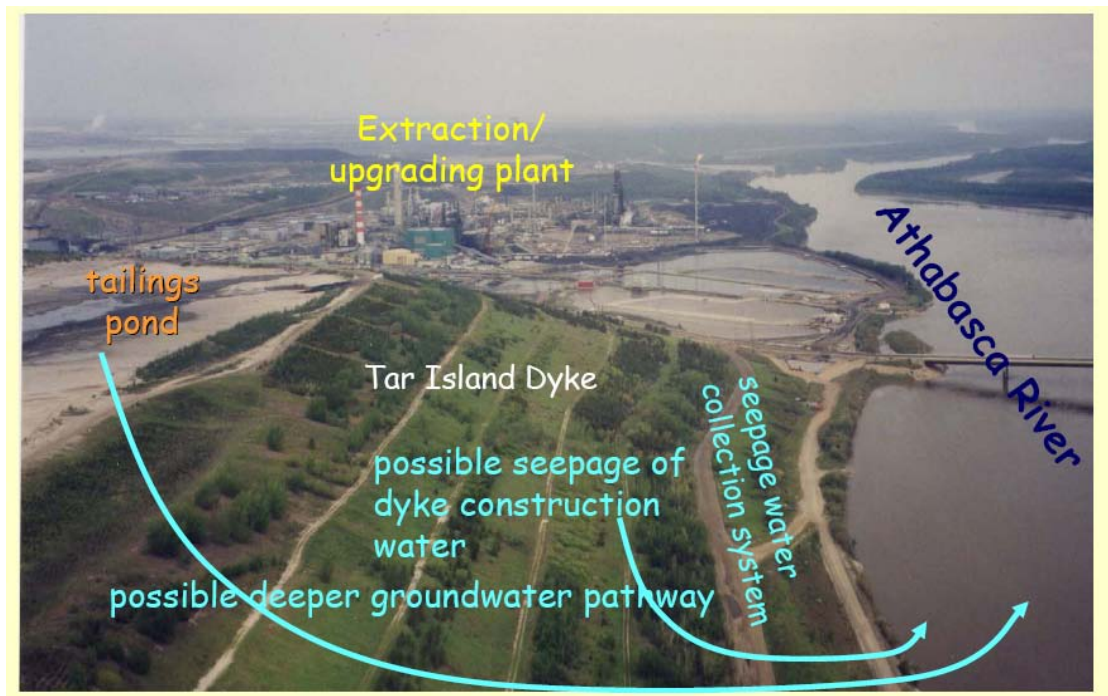 Extraction/
upgrading plant
Athabasca River
tailings
pond
Tar Island Dyke
seepage water
collection system
possible seepage of
dyke construction
water
possible deeper groundwater pathway